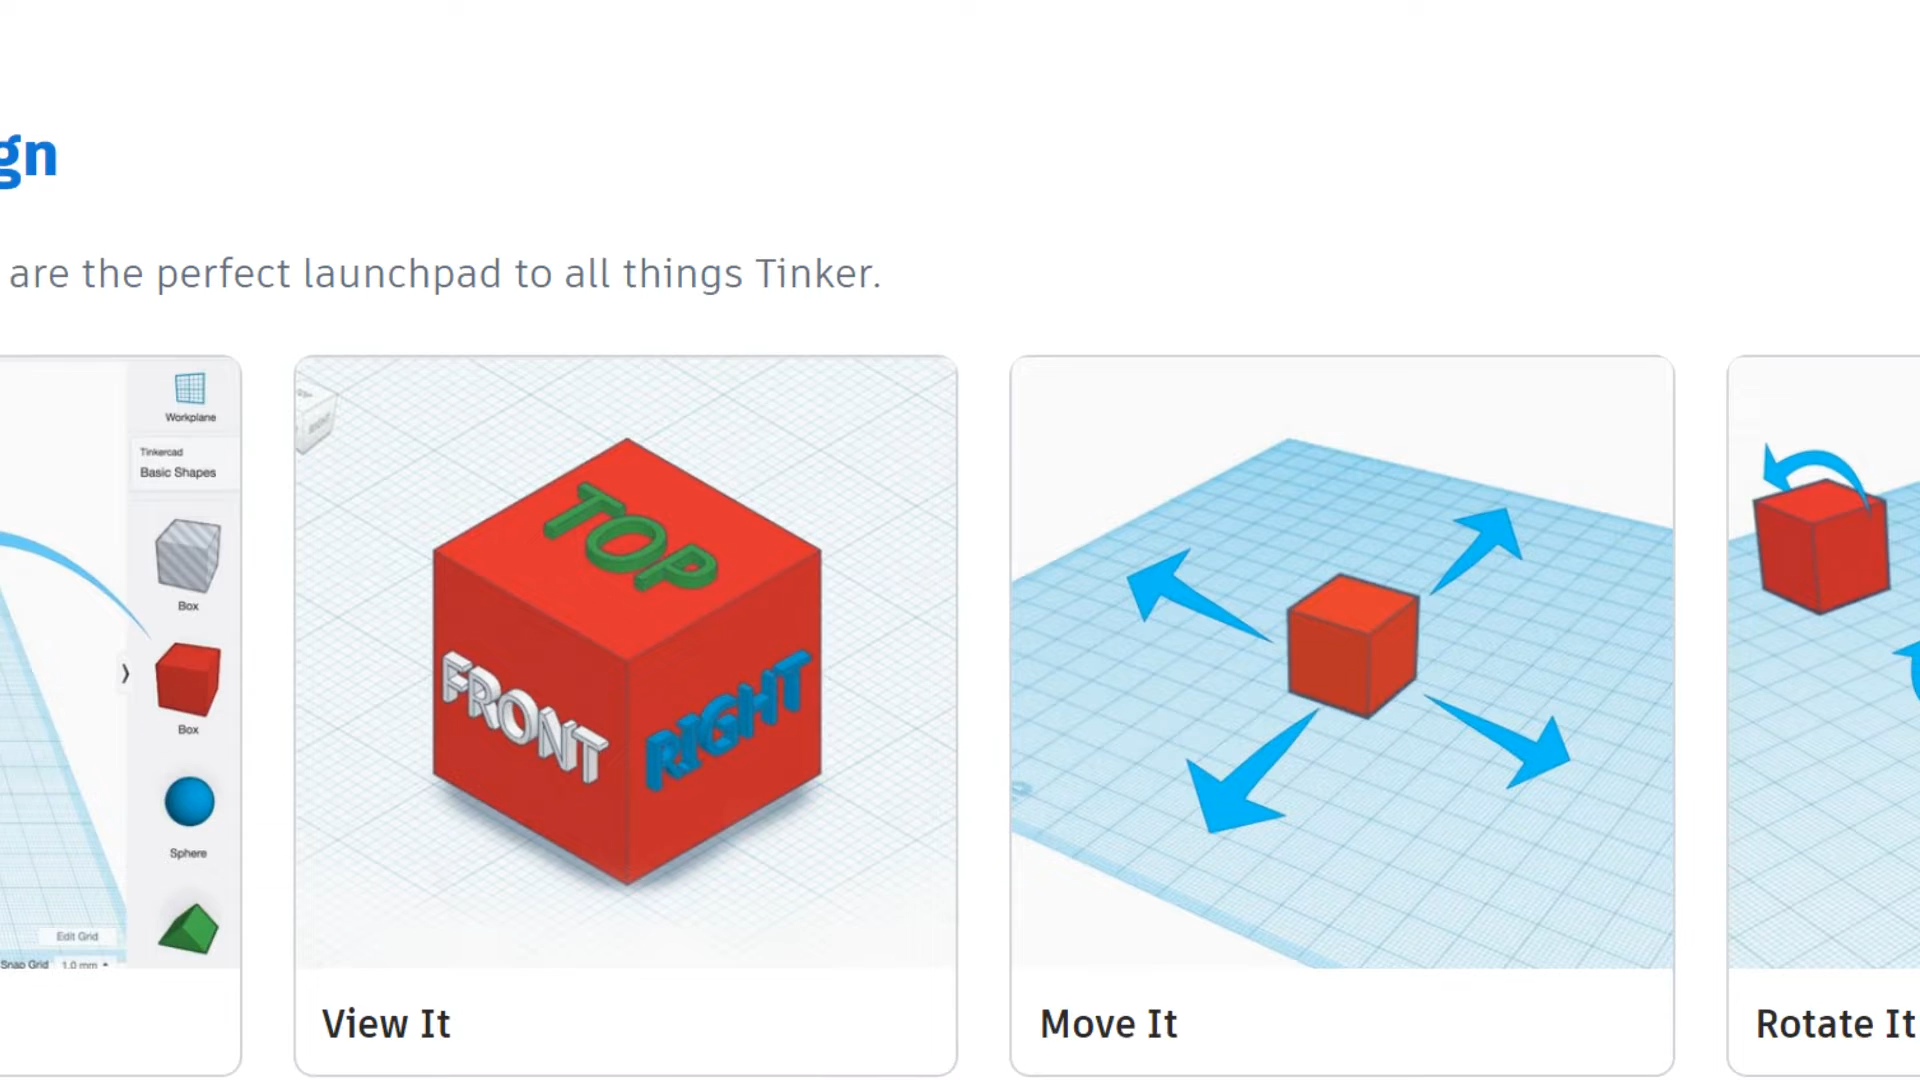 gn
are the perfect launchpad to all things Tinker.
Workplane
Tinkercad
Basic Shapes
Box
Box
Sphere
Edit Grid
Snap Grid 1.0 mm
TOP
FRONT
RIGHT
RIGHT
View It
Move It
Rotate It